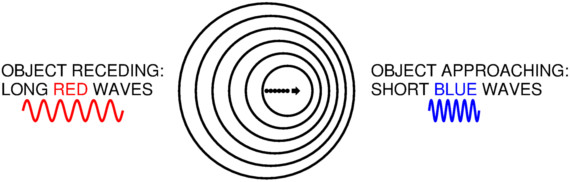 OBJECT RECEDING:
LONG RED WAVES
OBJECT APPROACHING:
SHORT BLUE WAVES